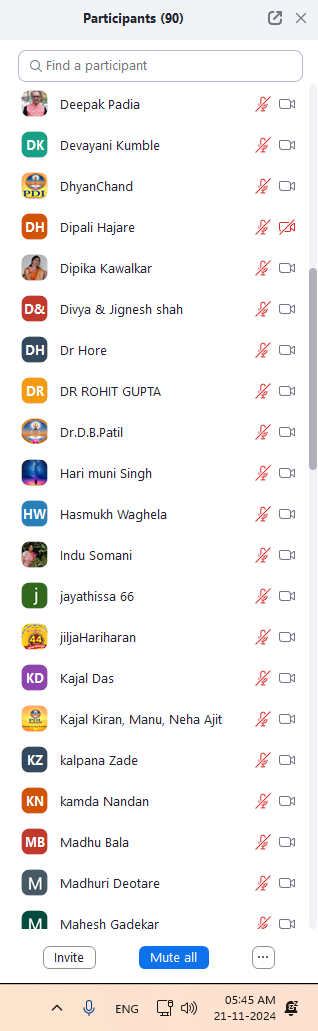 Participants (90)
Find a participant
Deepak Padia
DK Devayani Kumble
PDL DhyanChand
DH Dipali Hajare
Dipika Kawalkar
D& Divya & Jignesh shah
DH Dr Hore
DR DR ROHIT GUPTA
Dr.D.B.Patil
Hari muni Singh
HW Hasmukh Waghela
Indu Somani
j jayathissa 66
44 jiljaHariharan
KD Kajal Das
PDL Kajal Kiran, Manu, Neha Ajit
KZ kalpana Zade
KN kamda Nandan
MB Madhu Bala
M Madhuri Deotare
M Mahesh Gadekar
Invite Mute all ...
ENG 05:45 AM
21-11-2024